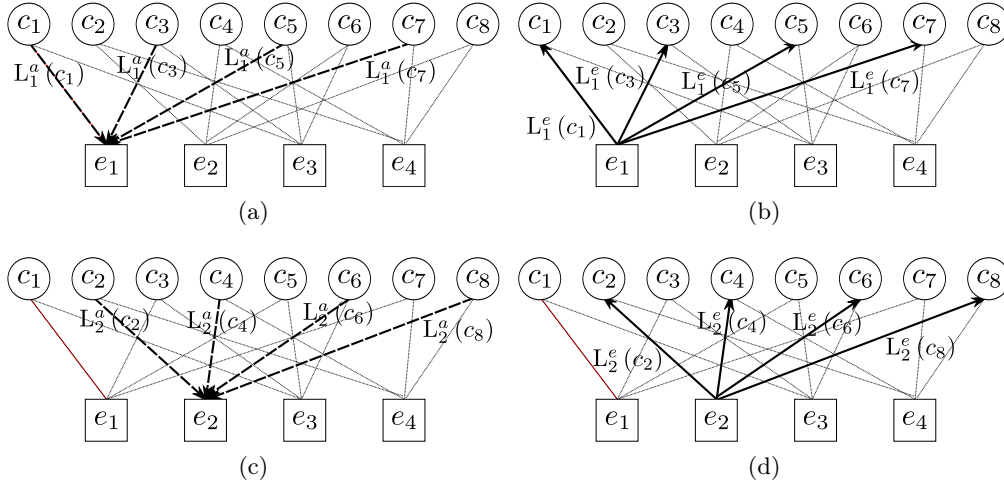 c₁ c₂ c₃ c₄ c₅ c₆ c₇ c₈
L₁ᵃ(c₁) L₁ᵃ(c₃) L₁ᵃ(c₅) L₁ᵃ(c₇)
e₁ e₂ e₃ e₄
(a)
c₁ c₂ c₃ c₄ c₅ c₆ c₇ c₈
L₁ᵉ(c₁) L₁ᵉ(c₃) L₁ᵉ(c₅) L₁ᵉ(c₇)
e₁ e₂ e₃ e₄
(b)
c₁ c₂ c₃ c₄ c₅ c₆ c₇ c₈
L₂ᵃ(c₂) L₂ᵃ(c₄) L₂ᵃ(c₆) L₂ᵃ(c₈)
e₁ e₂ e₃ e₄
(c)
c₁ c₂ c₃ c₄ c₅ c₆ c₇ c₈
L₂ᵉ(c₂) L₂ᵉ(c₄) L₂ᵉ(c₆) L₂ᵉ(c₈)
e₁ e₂ e₃ e₄
(d)